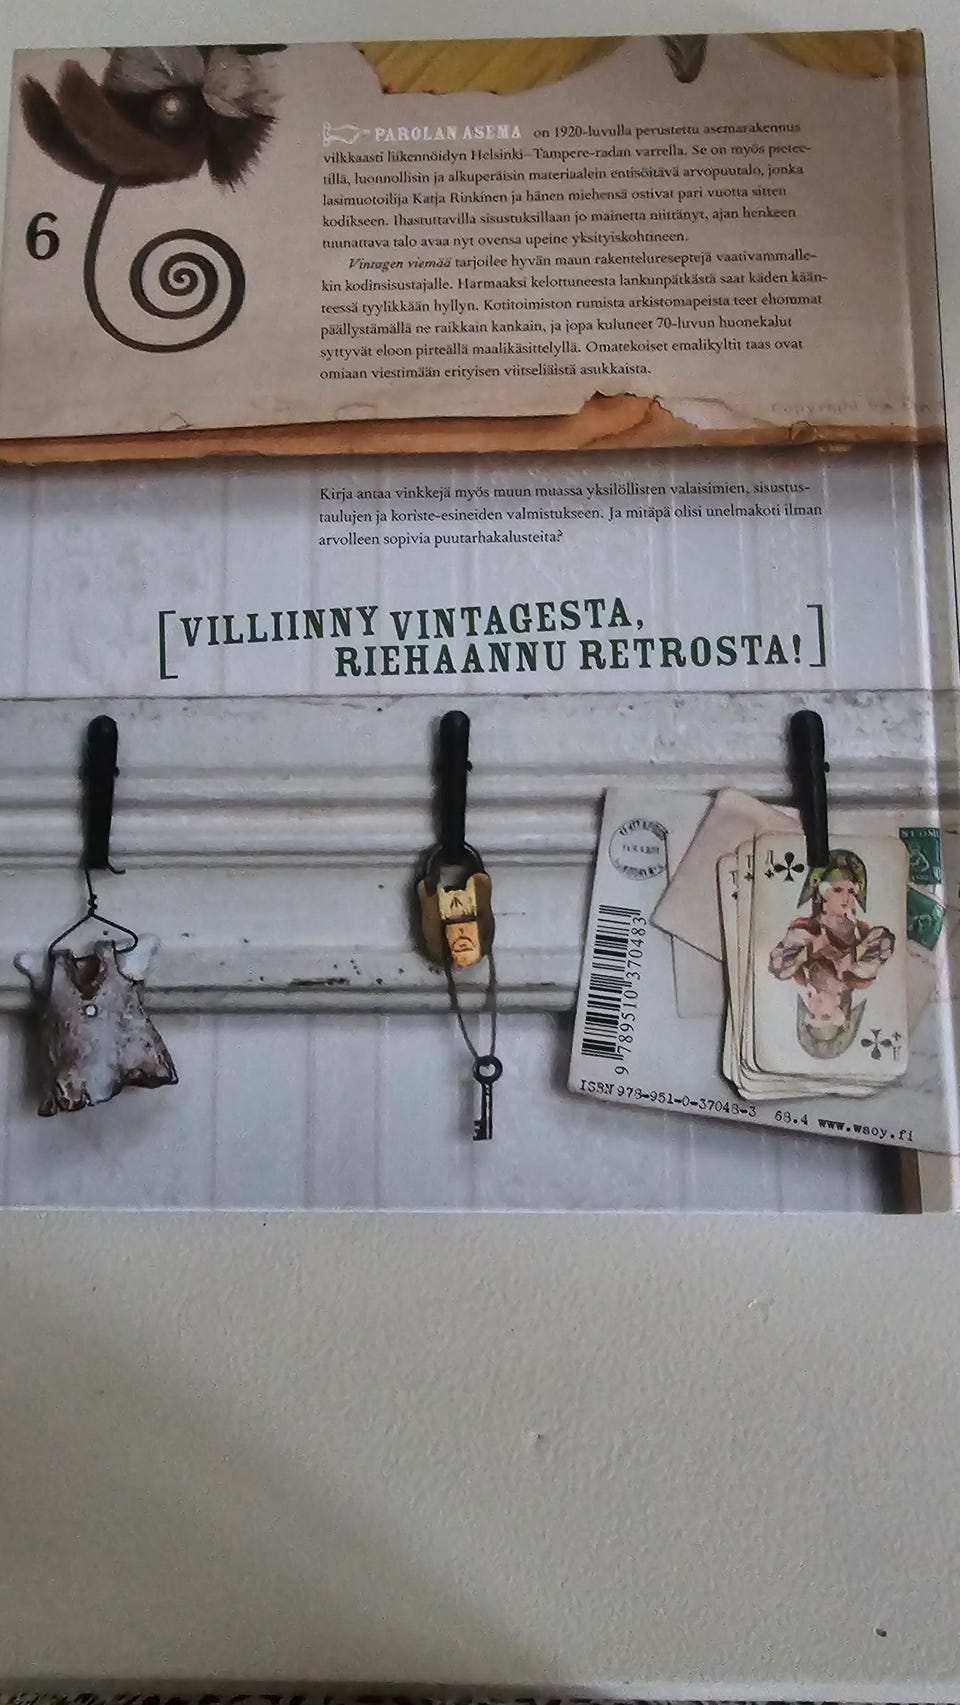 PAROLAN ASEMA on 1920-luvulla perustettu asemarakennus
vilkkaasti liikennöidyn Helsinki–Tampere-radan varrella. Se on myös pietee-
tillä, luonnollisin ja alkuperäisin materiaalein entisöitävä arvopuutalo, jonka
lasimuotoilija Katja Rinkinen ja hänen miehensä ostivat pari vuotta sitten
kodikseen. Ihastuttavilla sisustuksillaan jo mainetta niittänyt, ajan henkeen
tuunattava talo avaa nyt ovensa upeine yksityiskohtineen.
Vintagen viemää tarjoilee hyvän maun rakentelureseptejä vaativammalle-
kin kodinsisustajalle. Harmaaksi kelottuneesta lankunpätkästä saat käden kään-
teessä tyylikkään hyllyn. Kotitoimiston rumista arkistomapeista teet ehommat
päällystämällä ne raikkain kankain, ja jopa kuluneet 70-luvun huonekalut
syttyvät eloon pirteällä maalikäsittelyllä. Omatekoiset emalikyltit taas ovat
omiaan viestimään erityisen viitseliäistä asukkaista.
6
Kirja antaa vinkkejä myös muun muassa yksilöllisten valaisimien, sisustus-
taulujen ja koriste-esineiden valmistukseen. Ja mitäpä olisi unelmakoti ilman
arvolleen sopivia puutarhakalusteita?
[VILLIINNY VINTAGESTA,
RIEHAANNU RETROSTA!]
SUOMI
9 789510 370483
ISBN 978-951-0-37048-3 68.4 www.wsoy.fi